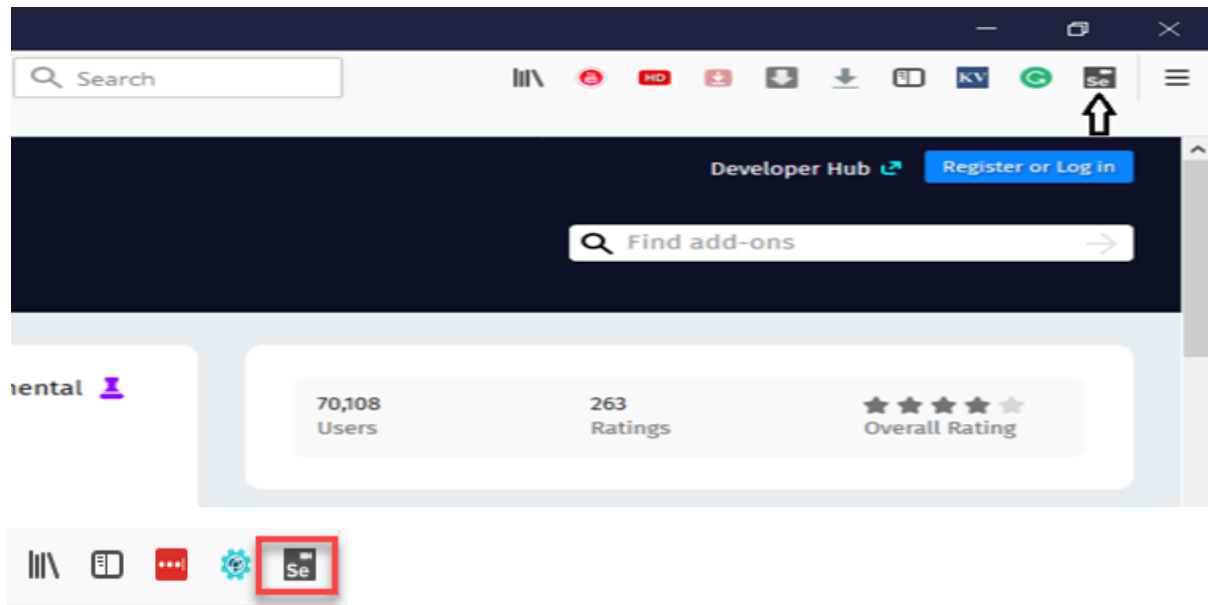 Search
HD
KV
Se
Developer Hub
Register or Log in
Find add-ons
mental
70,108
263
Users
Ratings
Overall Rating
Se